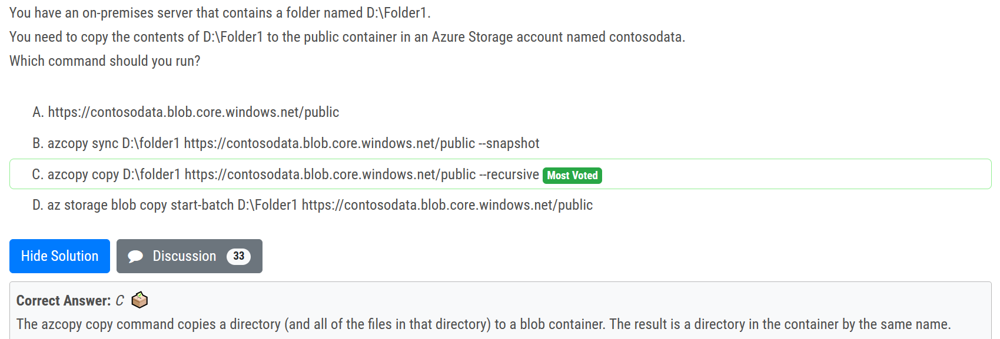 You have an on-premises server that contains a folder named D:\Folder1.
You need to copy the contents of D:\Folder1 to the public container in an Azure Storage account named contosodata.
Which command should you run?
A. https://contosodata.blob.core.windows.net/public
B. azcopy sync D:\folder1 https://contosodata.blob.core.windows.net/public --snapshot
C. azcopy copy D:\folder1 https://contosodata.blob.core.windows.net/public --recursive Most Voted
D. az storage blob copy start-batch D:\Folder1 https://contosodata.blob.core.windows.net/public
Hide Solution Discussion 33
Correct Answer: C
The azcopy copy command copies a directory (and all of the files in that directory) to a blob container. The result is a directory in the container by the same name.